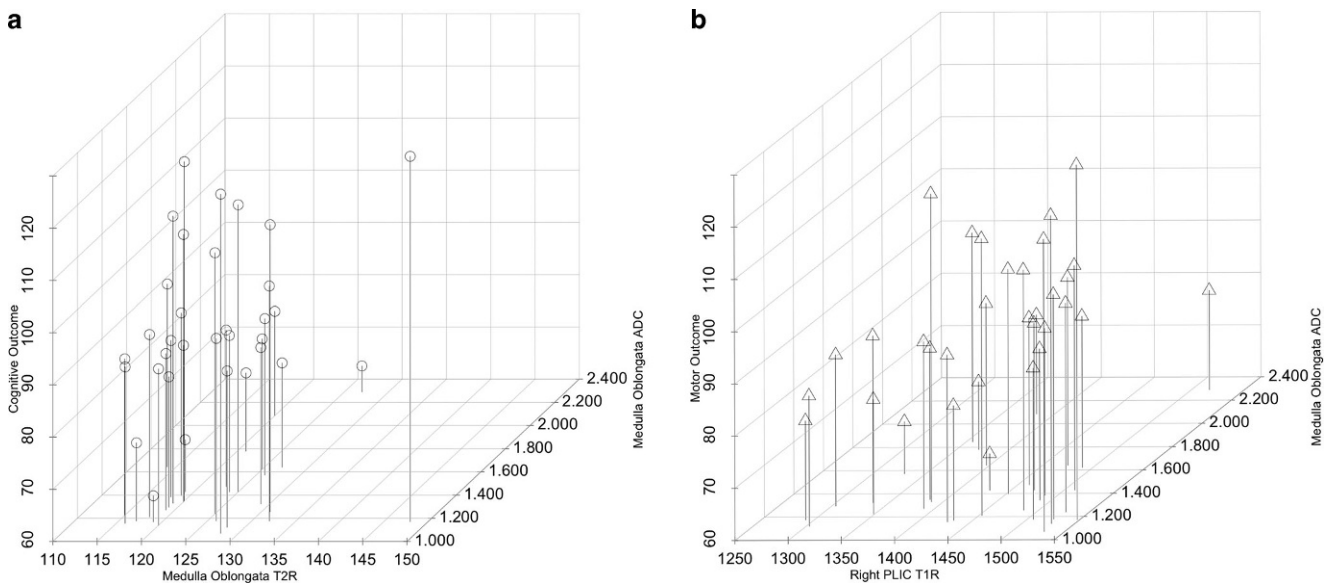 a
Cognitive Outcome
60 70 80 90 100 110 120
110 115 120 125 130 135 140 145 150
Medulla Oblongata T2R
1.000 1.200 1.400 1.600 1.800 2.000 2.200 2.400
Medulla Oblongata ADC
b
Motor Outcome
60 70 80 90 100 110 120
1250 1300 1350 1400 1450 1500 1550
Right PLIC T1R
1.000 1.200 1.400 1.600 1.800 2.000 2.200 2.400
Medulla Oblongata ADC